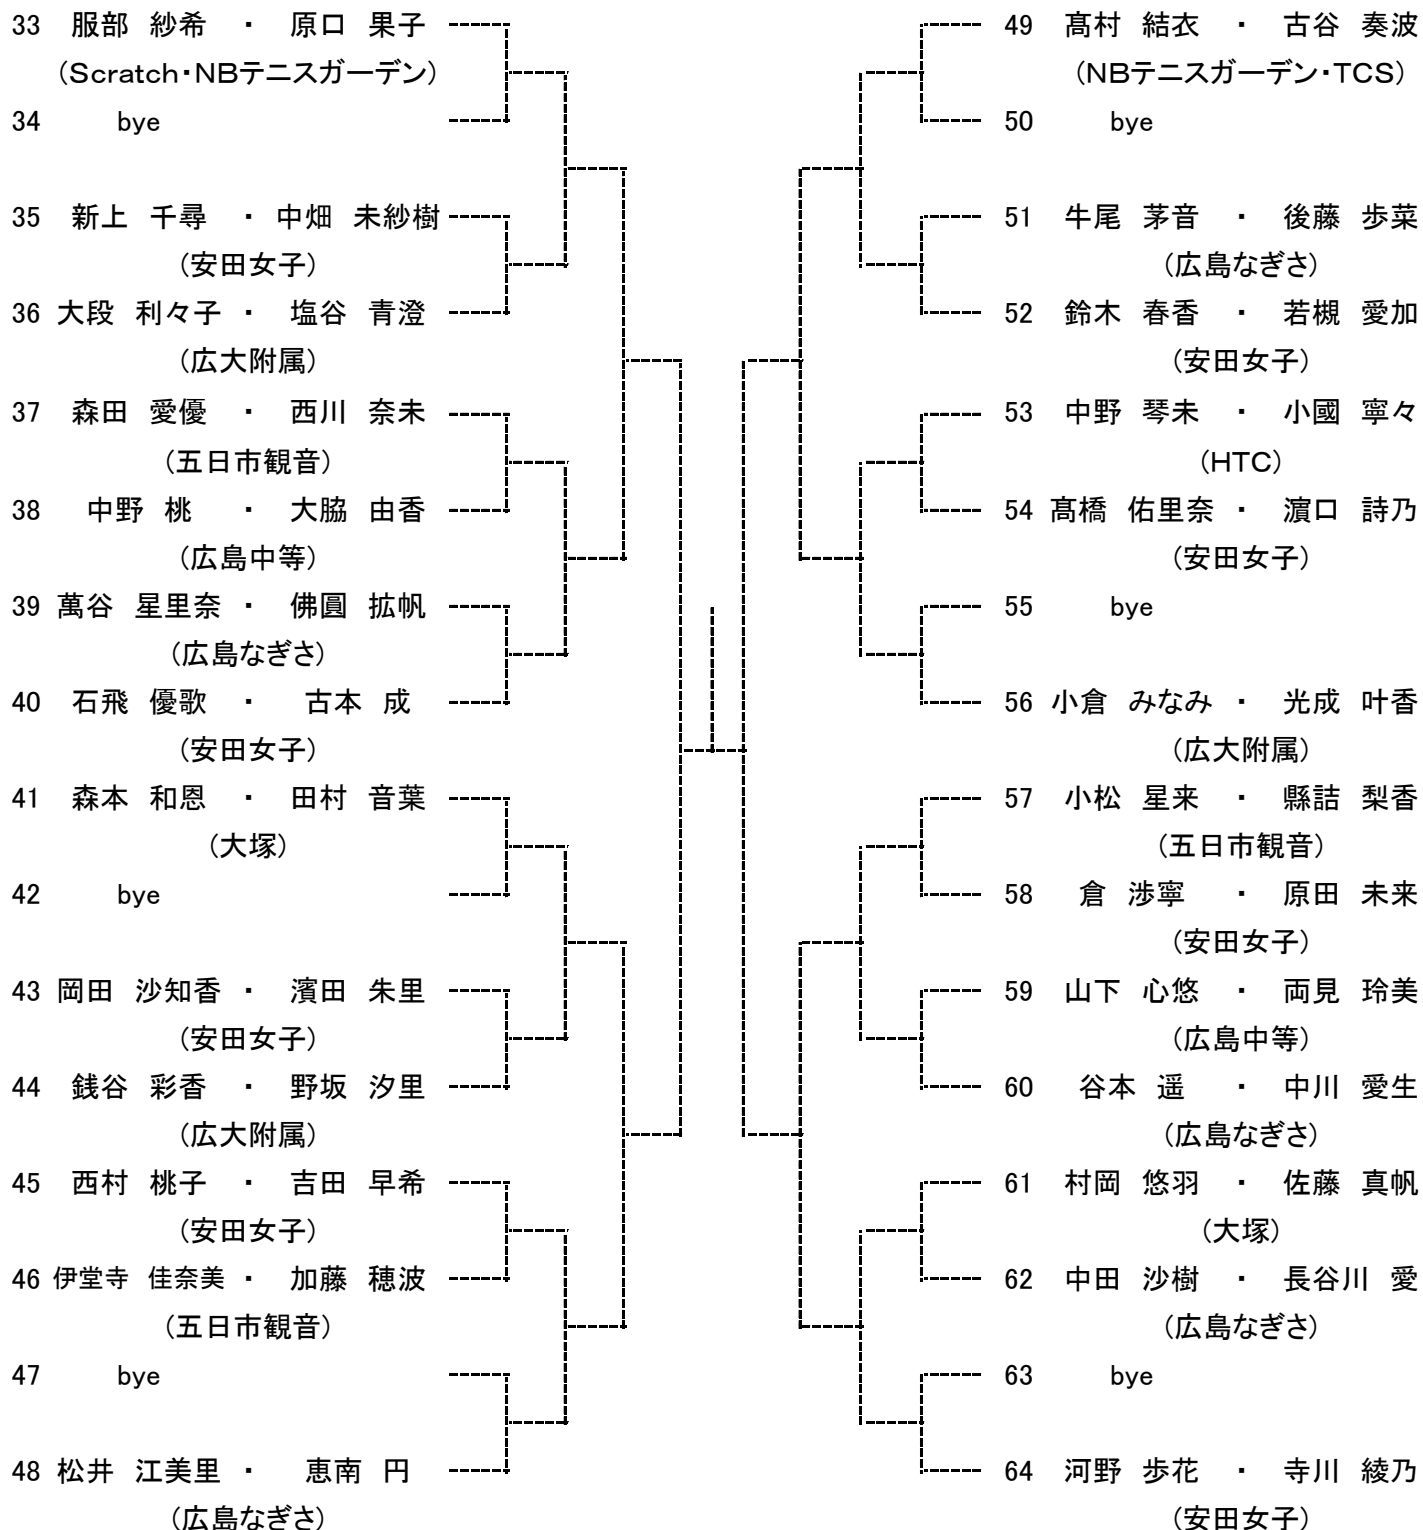 33 服部 紗希 ・ 原口 果子
(Scratch・NBテニスガーデン)
34 bye
35 新上 千尋 ・ 中畑 未紗樹
(安田女子)
36 大段 利々子 ・ 塩谷 青澄
(広大附属)
37 森田 愛優 ・ 西川 奈未
(五日市観音)
38 中野 桃 ・ 大脇 由香
(広島中等)
39 萬谷 星里奈 ・ 佛圓 拡帆
(広島なぎさ)
40 石飛 優歌 ・ 古本 成
(安田女子)
41 森本 和恩 ・ 田村 音葉
(大塚)
42 bye
43 岡田 沙知香 ・ 濱田 朱里
(安田女子)
44 銭谷 彩香 ・ 野坂 汐里
(広大附属)
45 西村 桃子 ・ 吉田 早希
(安田女子)
46 伊堂寺 佳奈美 ・ 加藤 穂波
(五日市観音)
47 bye
48 松井 江美里 ・ 恵南 円
(広島なぎさ)
49 髙村 結衣 ・ 古谷 奏波
(NBテニスガーデン・TCS)
50 bye
51 牛尾 茅音 ・ 後藤 歩菜
(広島なぎさ)
52 鈴木 春香 ・ 若槻 愛加
(安田女子)
53 中野 琴未 ・ 小國 寧々
(HTC)
54 髙橋 佑里奈 ・ 濵口 詩乃
(安田女子)
55 bye
56 小倉 みなみ ・ 光成 叶香
(広大附属)
57 小松 星来 ・ 縣詰 梨香
(五日市観音)
58 倉 渉寧 ・ 原田 未来
(安田女子)
59 山下 心悠 ・ 両見 玲美
(広島中等)
60 谷本 遥 ・ 中川 愛生
(広島なぎさ)
61 村岡 悠羽 ・ 佐藤 真帆
(大塚)
62 中田 沙樹 ・ 長谷川 愛
(広島なぎさ)
63 bye
64 河野 歩花 ・ 寺川 綾乃
(安田女子)